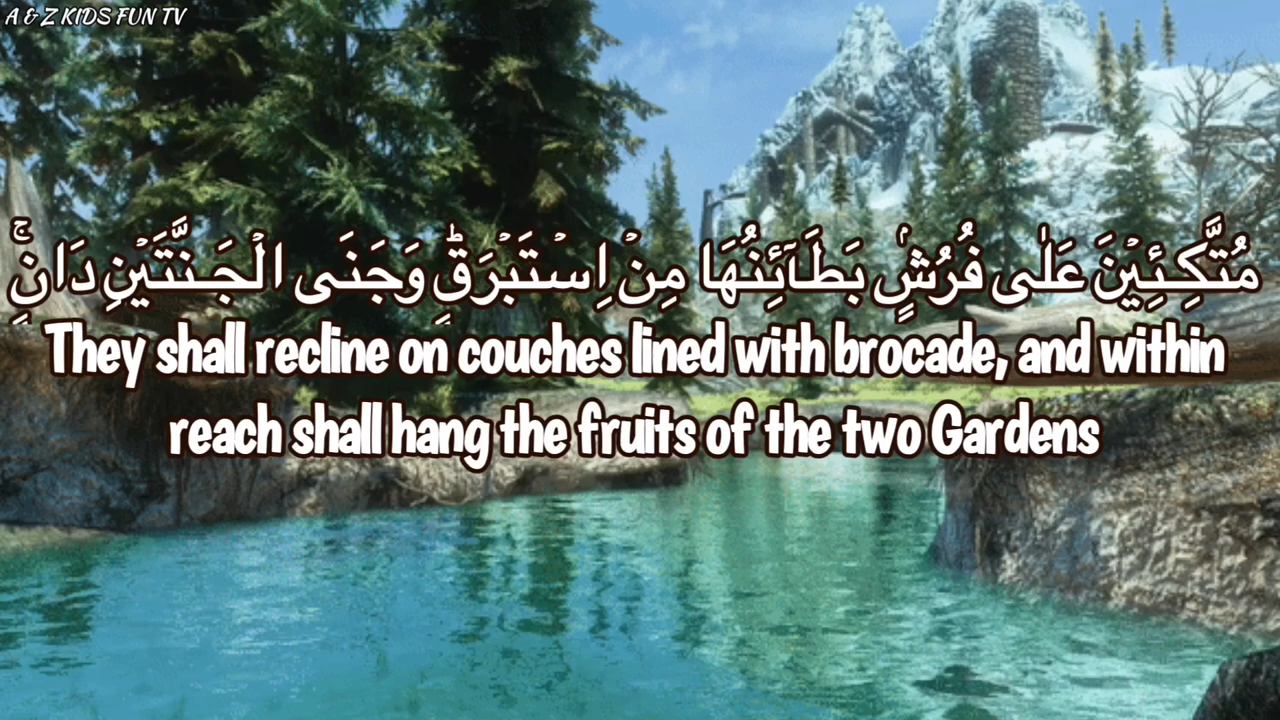 A & Z KIDS FUN TV
مُتَّكِئِيْنَ عَلٰى فُرُشٍۭ بَطَآئِنُهَا مِنْ اِسْتَبْرَقٍؕ وَجَنَى الْجَنَّتَيْنِ دَانٍۚ
They shall recline on couches lined with brocade, and within
reach shall hang the fruits of the two Gardens